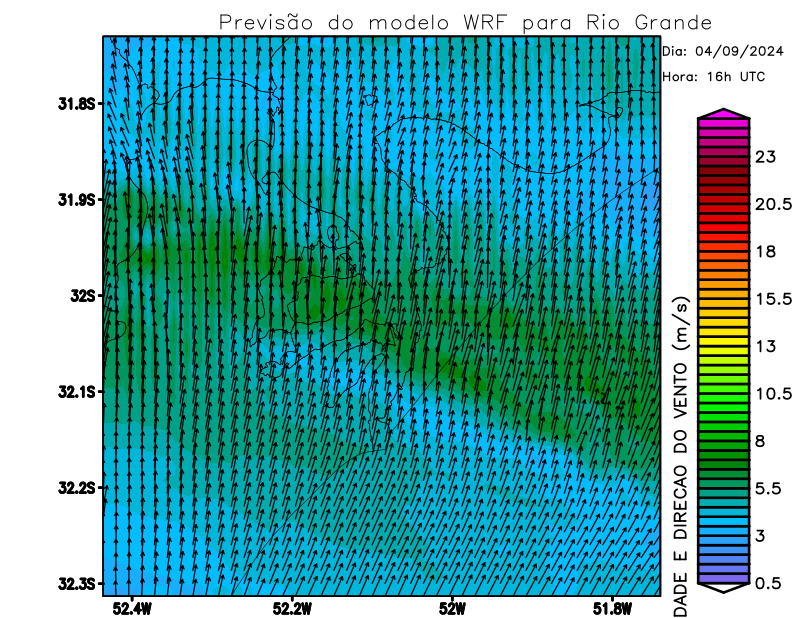 Previsão do modelo WRF para Rio Grande
Dia: 04/09/2024
Hora: 16h UTC
31.8S
31.9S
32S
32.1S
32.2S
32.3S
52.4W
52.2W
52W
51.8W
23
20.5
18
15.5
13
10.5
8
5.5
3
0.5
DADE E DIRECAO DO VENTO (m/s)